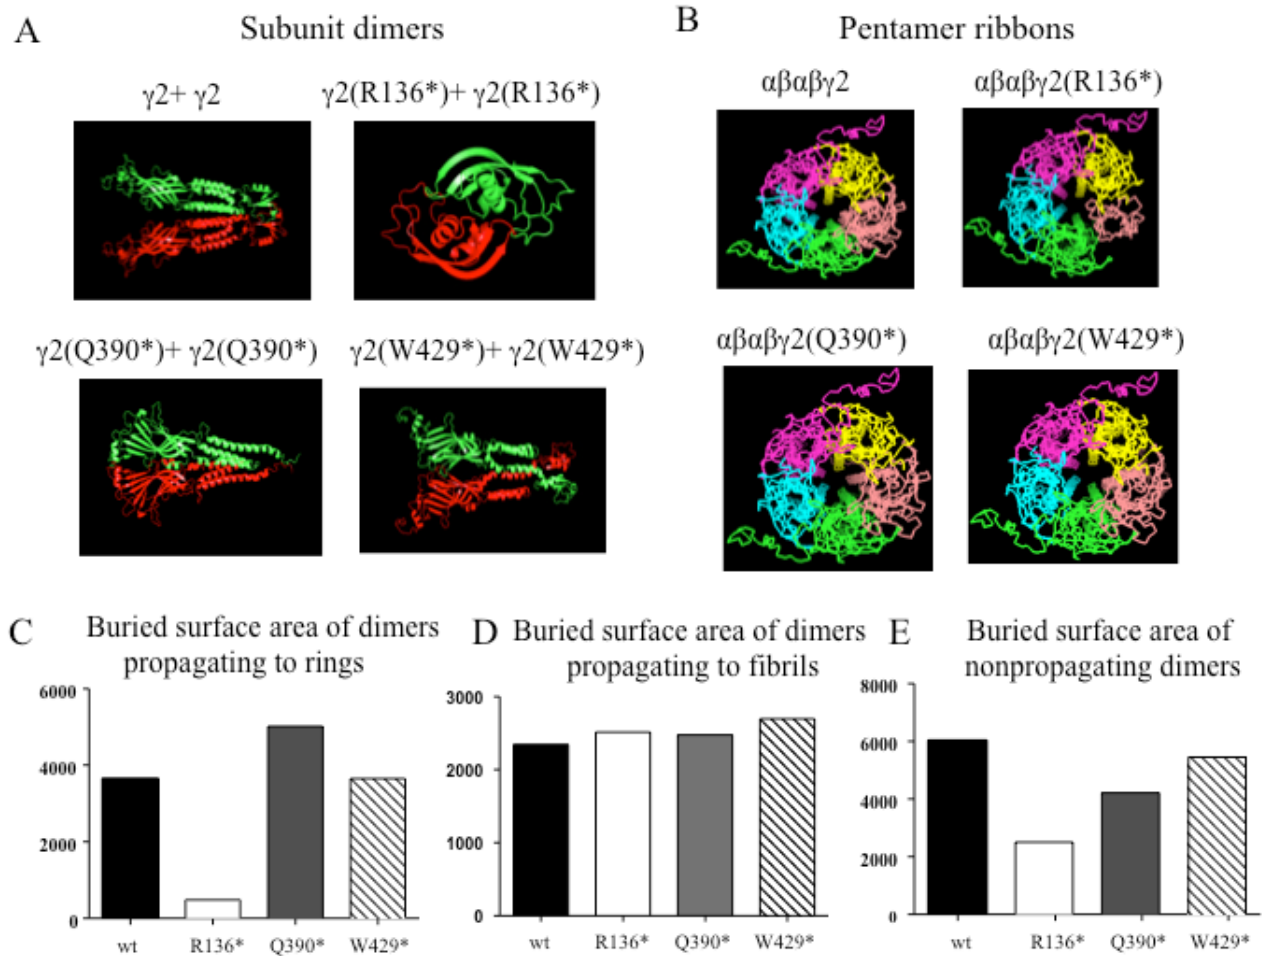 A Subunit dimers
B Pentamer ribbons
γ2+ γ2
γ2(R136*)+ γ2(R136*)
αβαβγ2
αβαβγ2(R136*)
γ2(Q390*)+ γ2(Q390*)
γ2(W429*)+ γ2(W429*)
αβαβγ2(Q390*)
αβαβγ2(W429*)
C Buried surface area of dimers
propagating to rings
6000
4000
2000
0
wt R136* Q390* W429*
D Buried surface area of dimers
propagating to fibrils
3000
2000
1000
0
wt R136* Q390* W429*
E Buried surface area of
nonpropagating dimers
8000
6000
4000
2000
0
wt R136* Q390* W429*